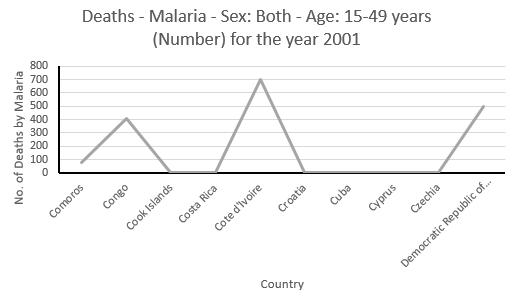 Deaths - Malaria - Sex: Both - Age: 15-49 years
(Number) for the year 2001
No. of Deaths by Malaria
800
700
600
500
400
300
200
100
0
Comoros
Congo
Cook Islands
Costa Rica
Cote d'Ivoire
Croatia
Cuba
Cyprus
Czechia
Democratic Republic of...
Country